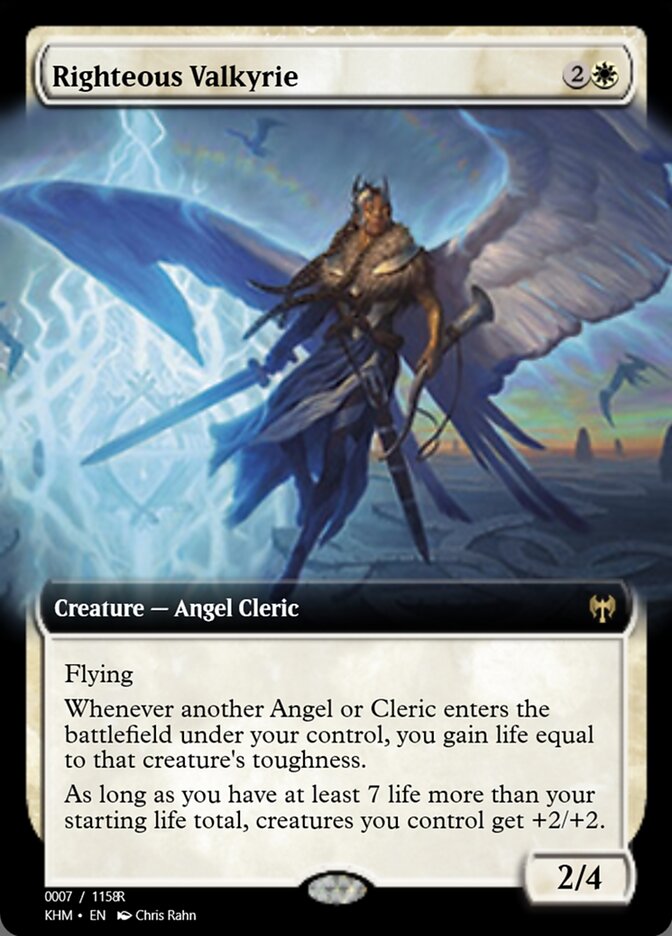 Righteous Valkyrie 2
Creature — Angel Cleric
Flying
Whenever another Angel or Cleric enters the
battlefield under your control, you gain life equal
to that creature's toughness.
As long as you have at least 7 life more than your
starting life total, creatures you control get +2/+2.
2/4
0007 / 1158R
KHM • EN Chris Rahn